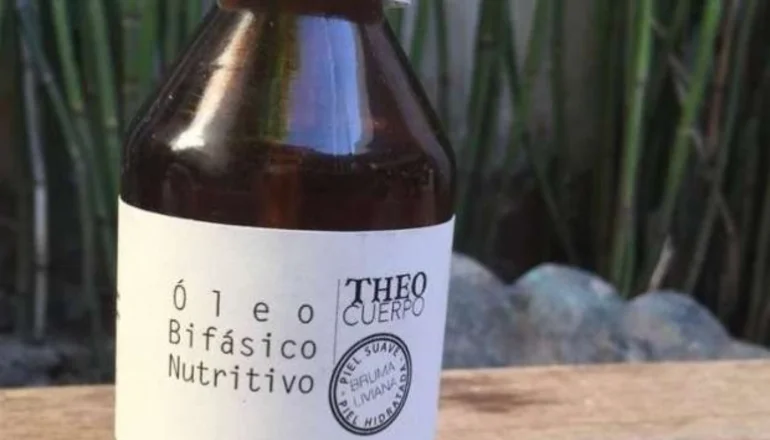 Óleo
Bifásico
Nutritivo
THEO
CUERPO
PIEL SUAVE ·
BRUMA
LIVIANA
PIEL HIDRATADA